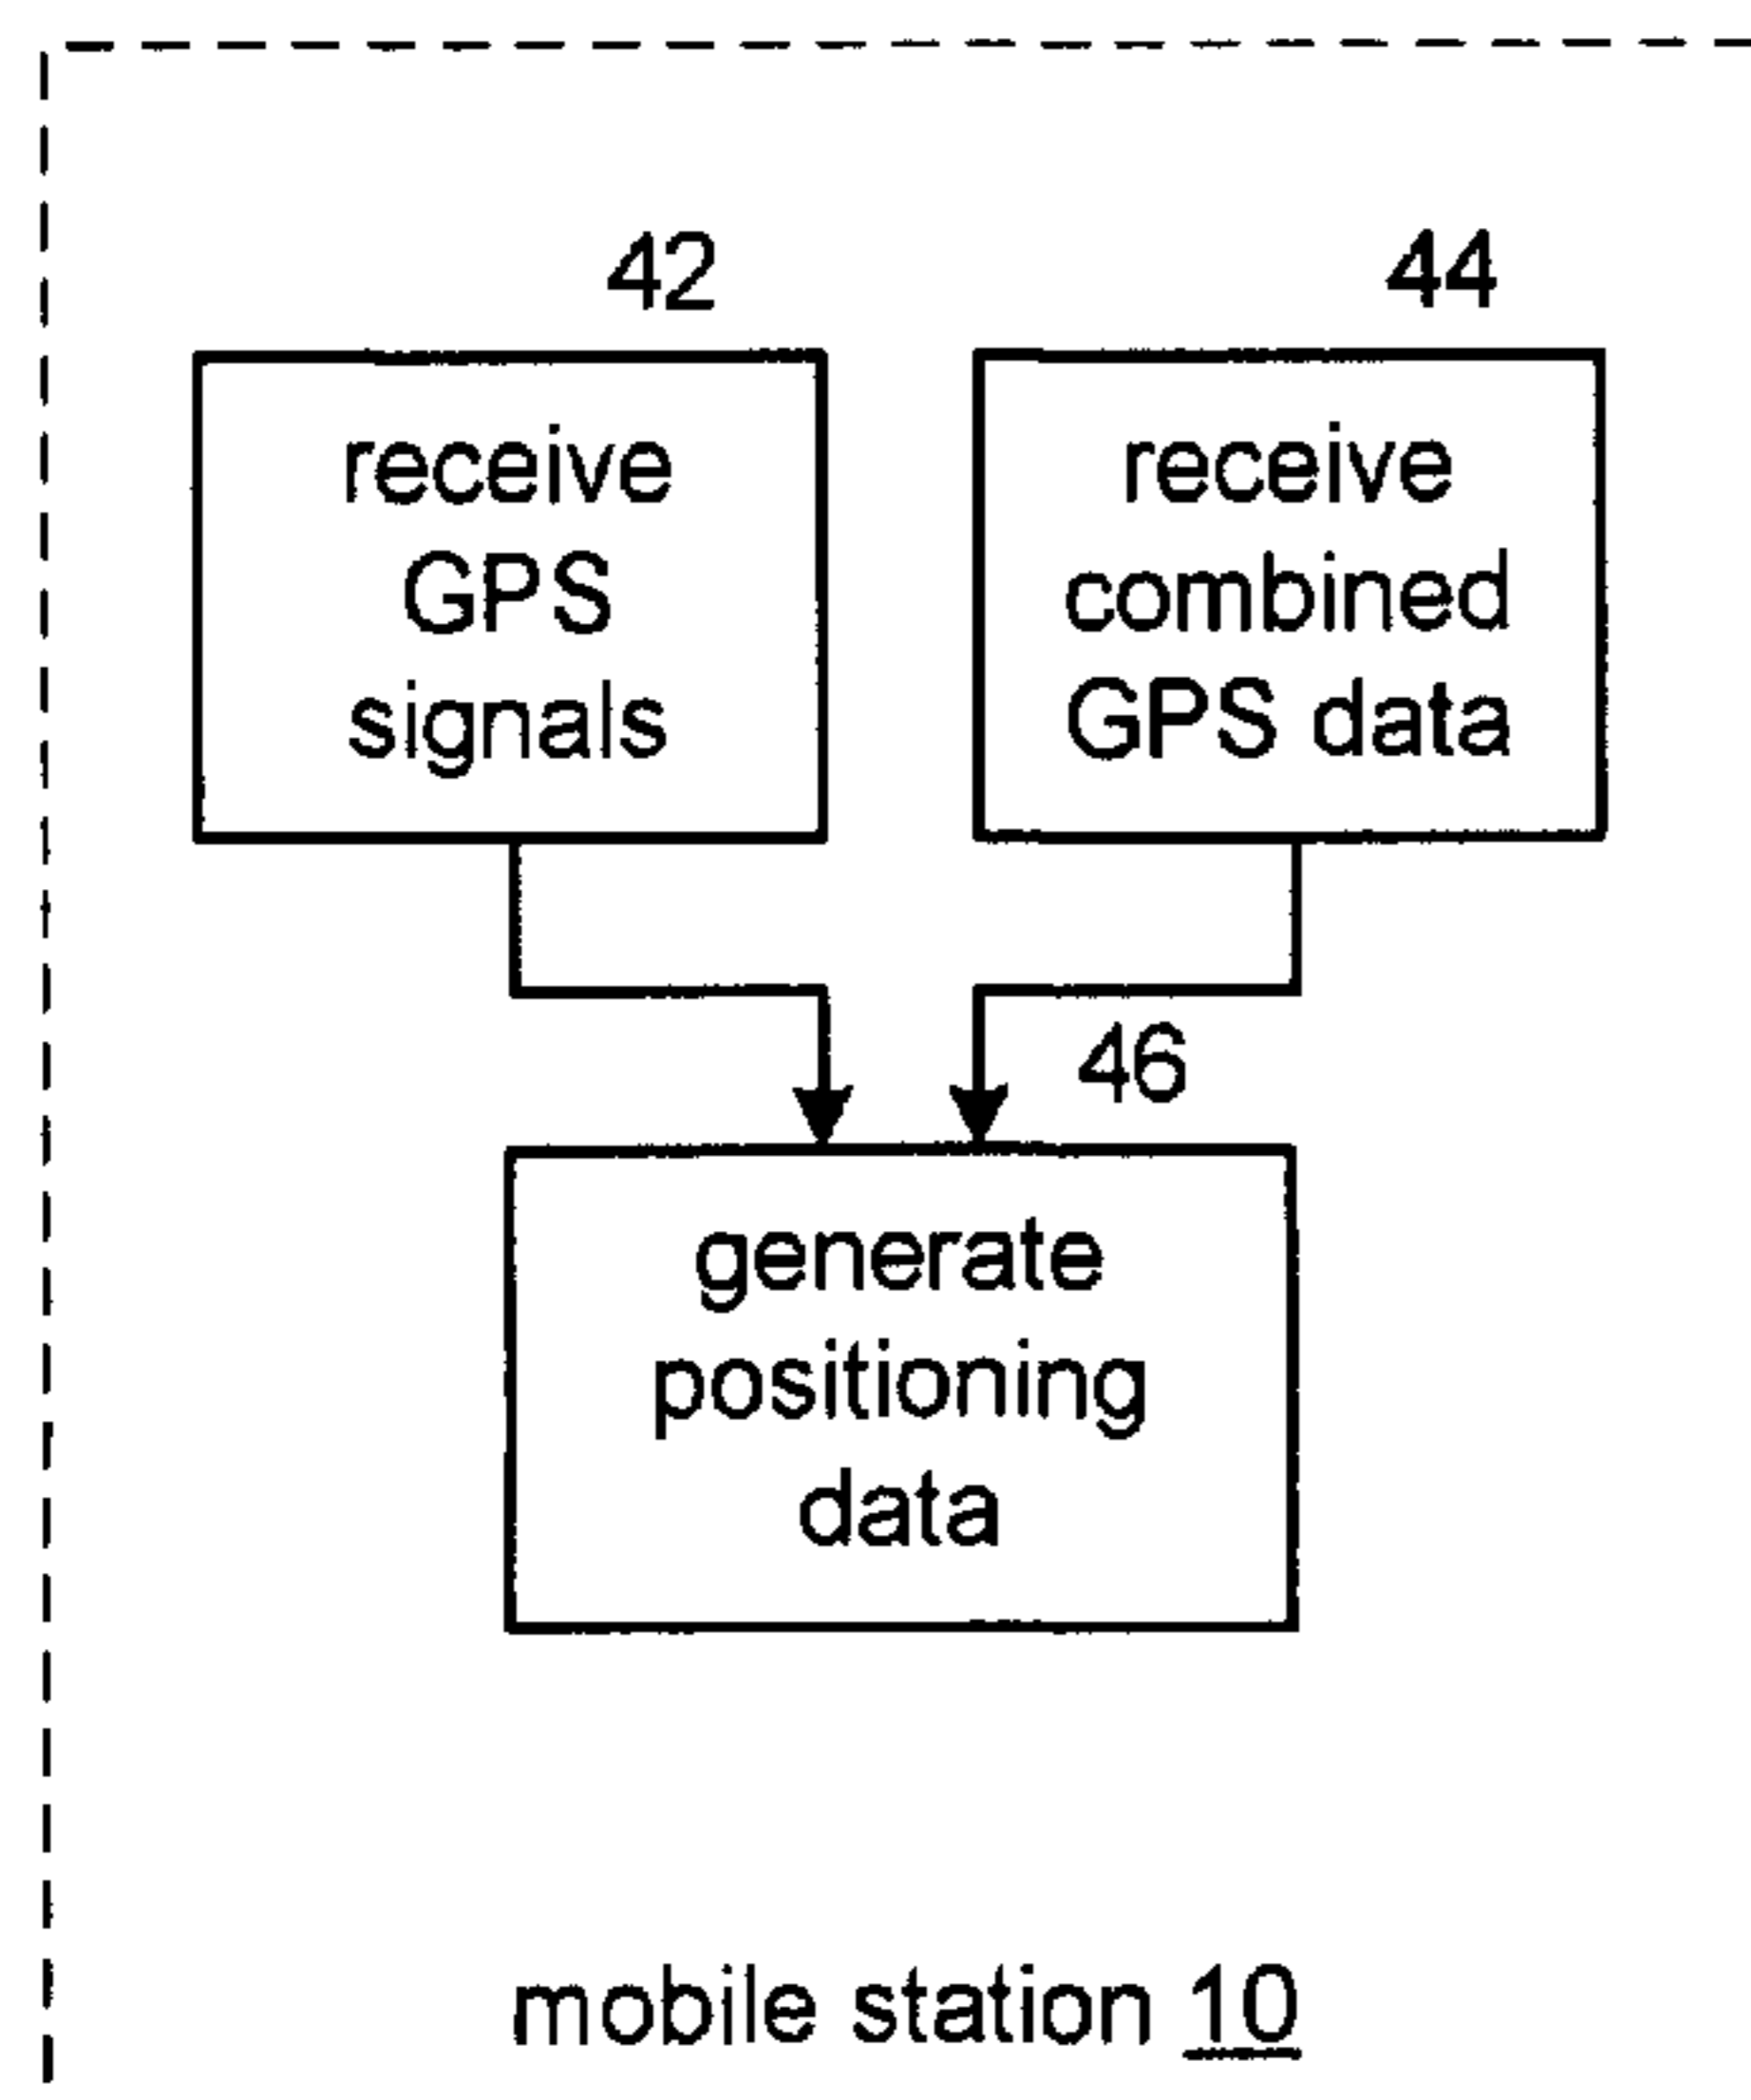 42
receive
GPS
signals
44
receive
combined
GPS data
46
generate
positioning
data
mobile station 10